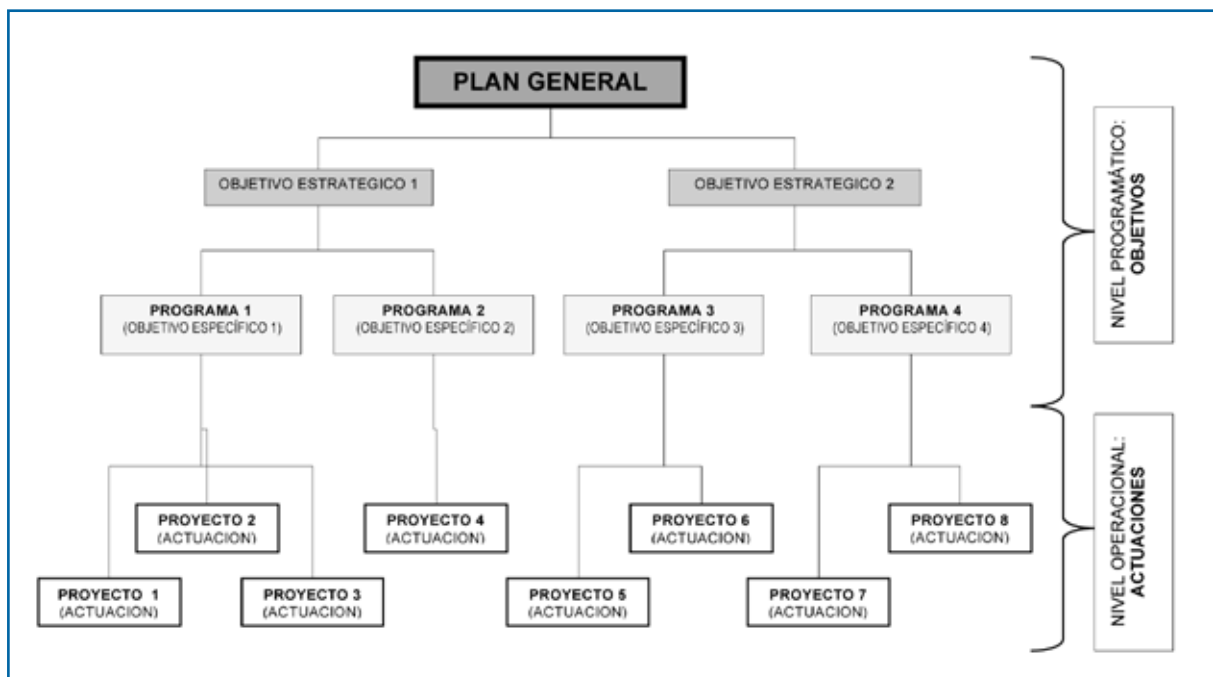 PLAN GENERAL
OBJETIVO ESTRATEGICO 1
OBJETIVO ESTRATEGICO 2
PROGRAMA 1
(OBJETIVO ESPECÍFICO 1)
PROGRAMA 2
(OBJETIVO ESPECÍFICO 2)
PROGRAMA 3
(OBJETIVO ESPECÍFICO 3)
PROGRAMA 4
(OBJETIVO ESPECÍFICO 4)
PROYECTO 2
(ACTUACION)
PROYECTO 4
(ACTUACION)
PROYECTO 6
(ACTUACION)
PROYECTO 8
(ACTUACION)
PROYECTO 1
(ACTUACION)
PROYECTO 3
(ACTUACION)
PROYECTO 5
(ACTUACION)
PROYECTO 7
(ACTUACION)
NIVEL PROGRAMÁTICO:
OBJETIVOS
NIVEL OPERACIONAL:
ACTUACIONES